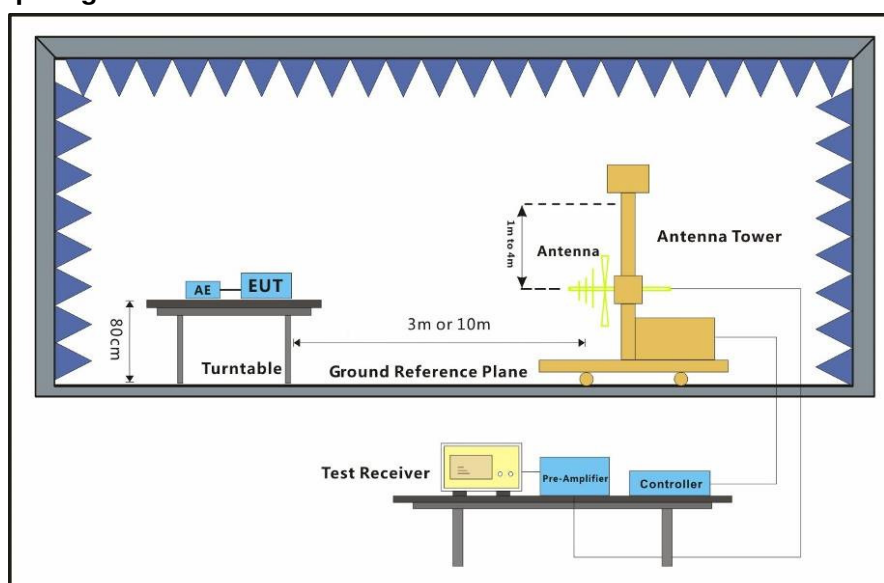 1m to 4m
Antenna
Antenna Tower
AE
EUT
80cm
3m or 10m
Turntable
Ground Reference Plane
Test Receiver
Pre-Amplifier
Controller